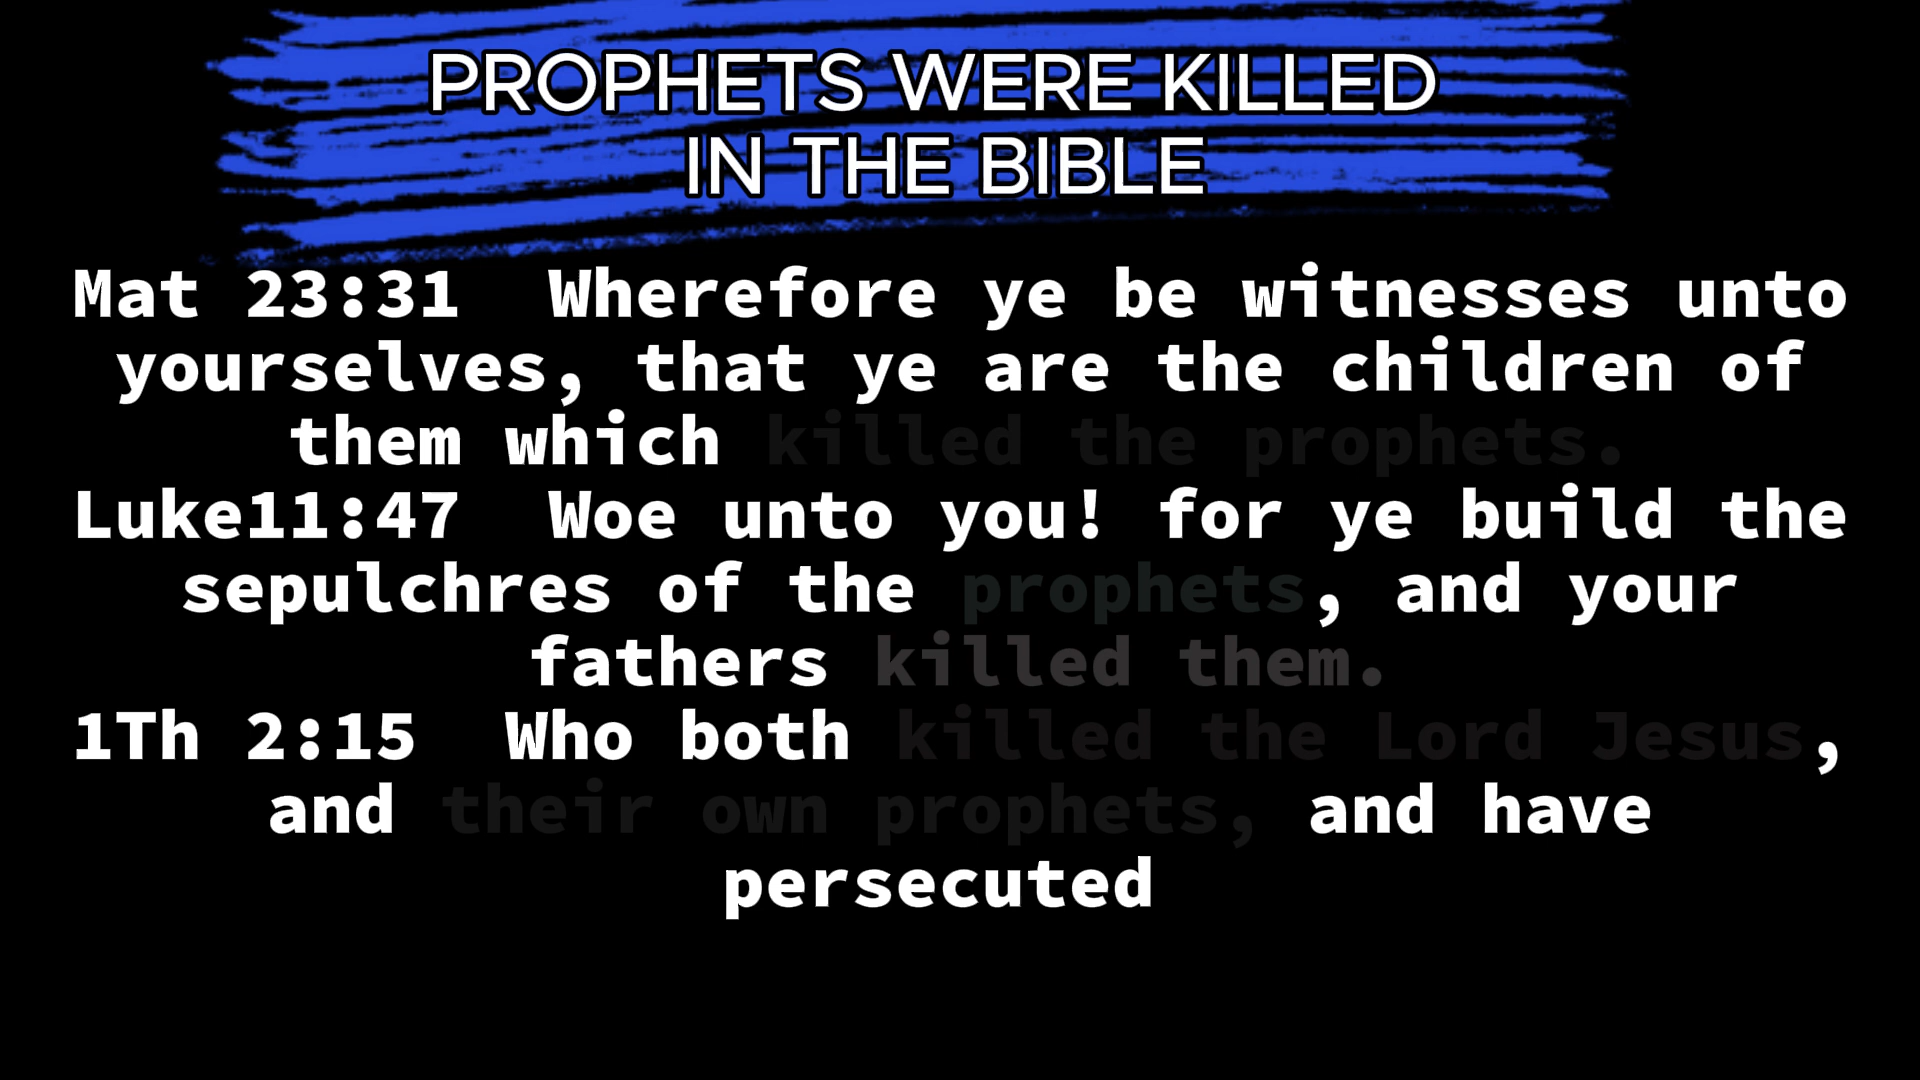 PROPHETS WERE KILLED
IN THE BIBLE
Mat 23:31 Wherefore ye be witnesses unto
yourselves, that ye are the children of
them which killed the prophets.
Luke11:47 Woe unto you! for ye build the
sepulchres of the prophets, and your
fathers killed them.
1Th 2:15 Who both killed the Lord Jesus,
and their own prophets, and have
persecuted